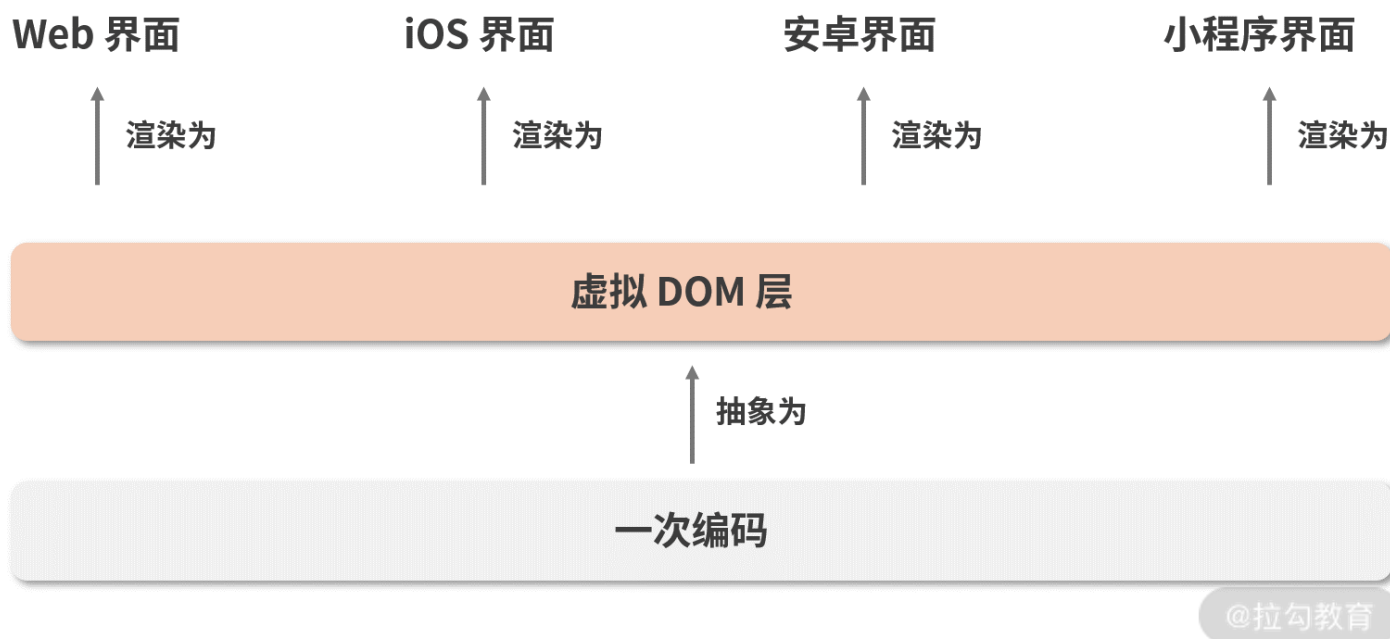 Web 界面
iOS 界面
安卓界面
小程序界面
渲染为
渲染为
渲染为
渲染为
虚拟 DOM 层
抽象为
一次编码
@拉勾教育